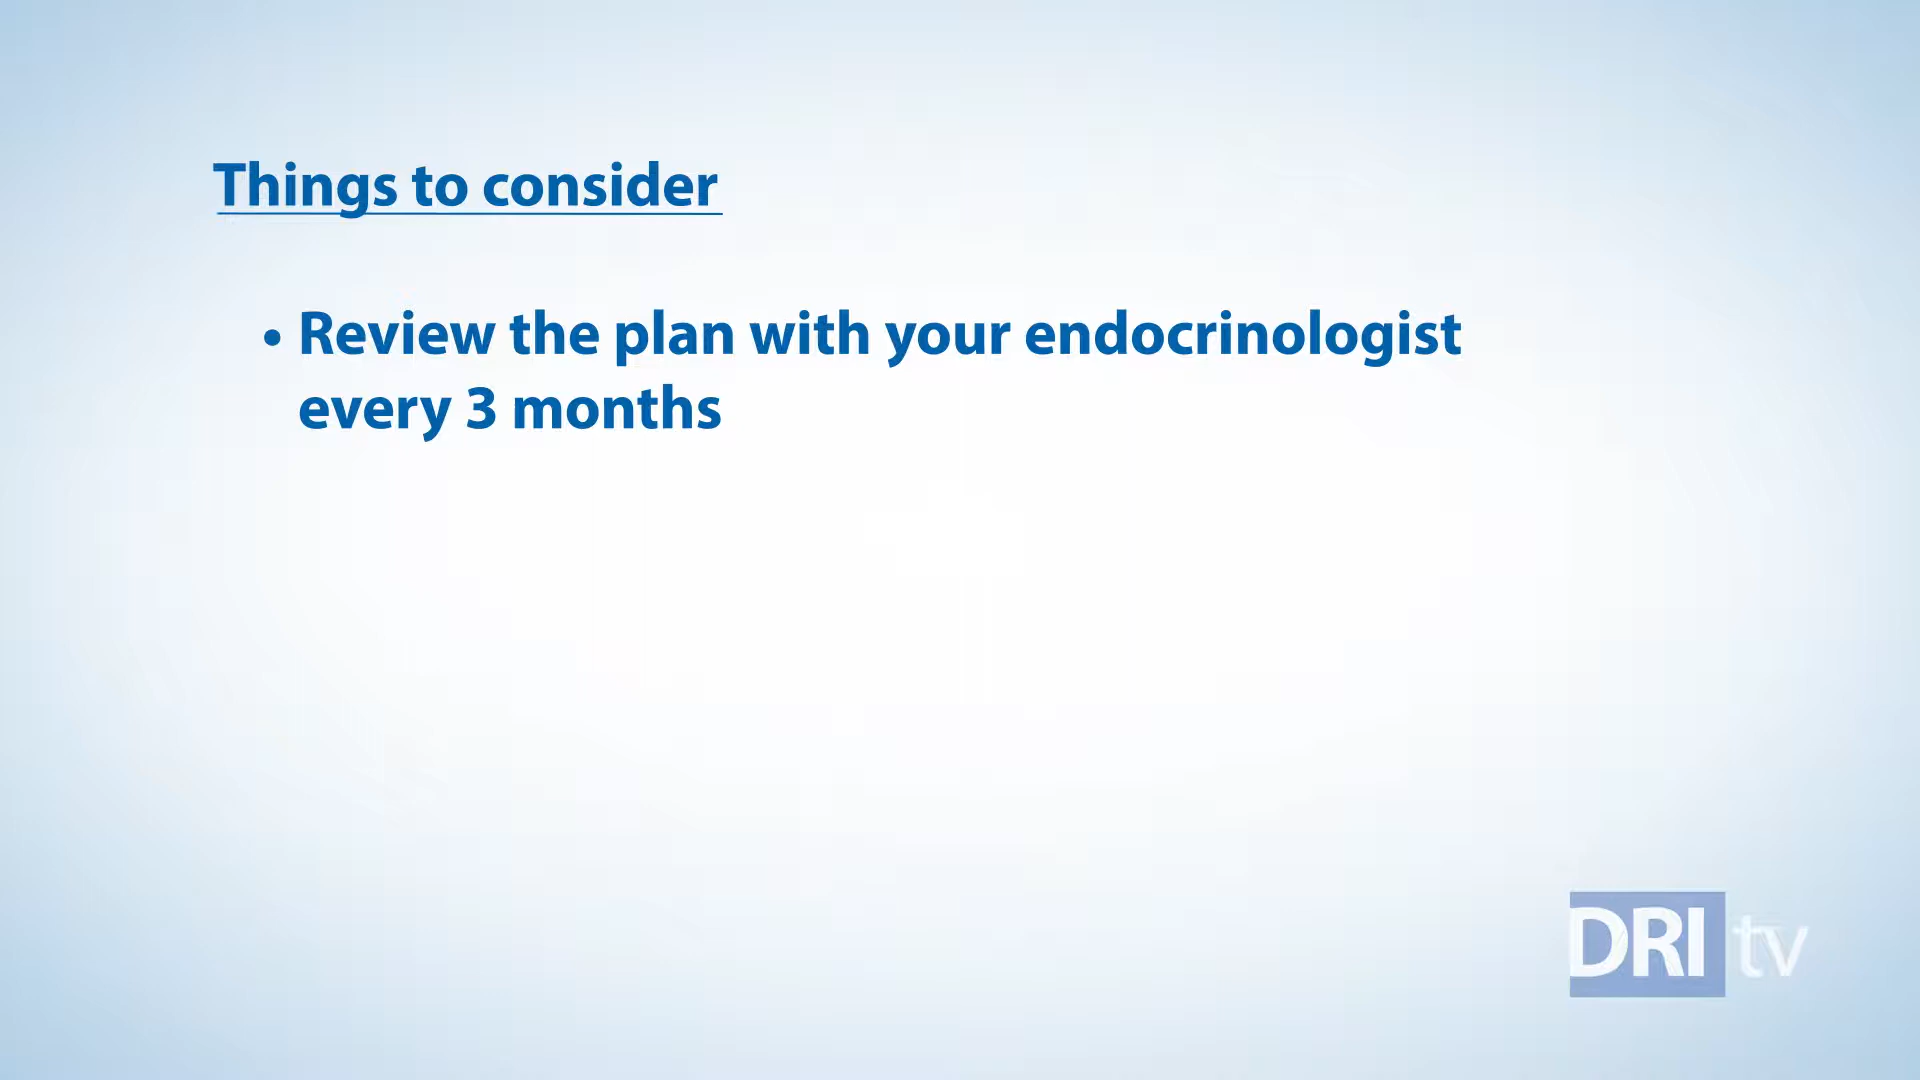 Things to consider
• Review the plan with your endocrinologist
every 3 months
DRI tv